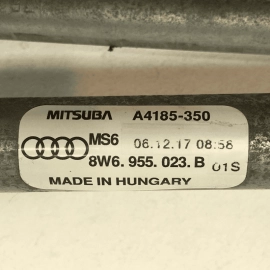 MITSUBA A4185-350
MS6 06.12.17 08:58
8W6.955.023.B 01S
MADE IN HUNGARY